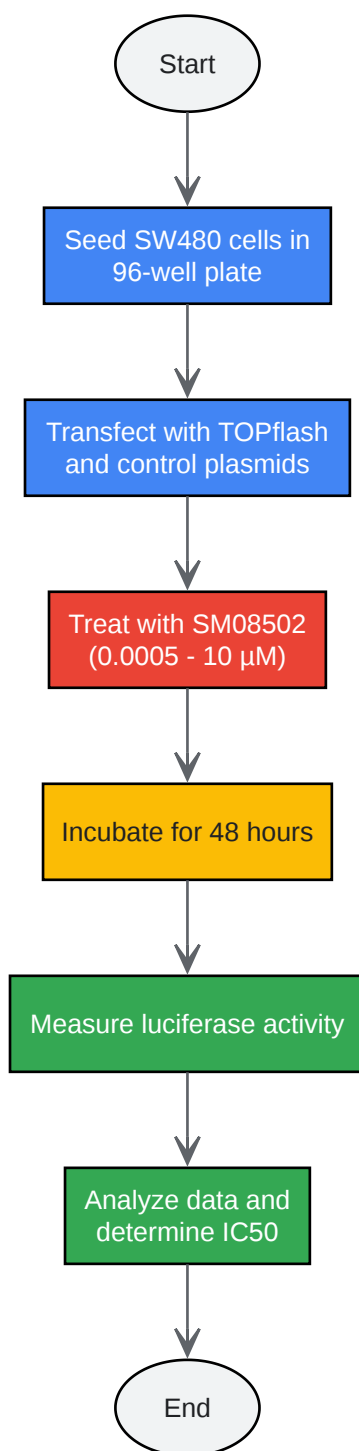 Start
Seed SW480 cells in
96-well plate
Transfect with TOPflash
and control plasmids
Treat with SM08502
(0.0005 - 10 µM)
Incubate for 48 hours
Measure luciferase activity
Analyze data and
determine IC50
End